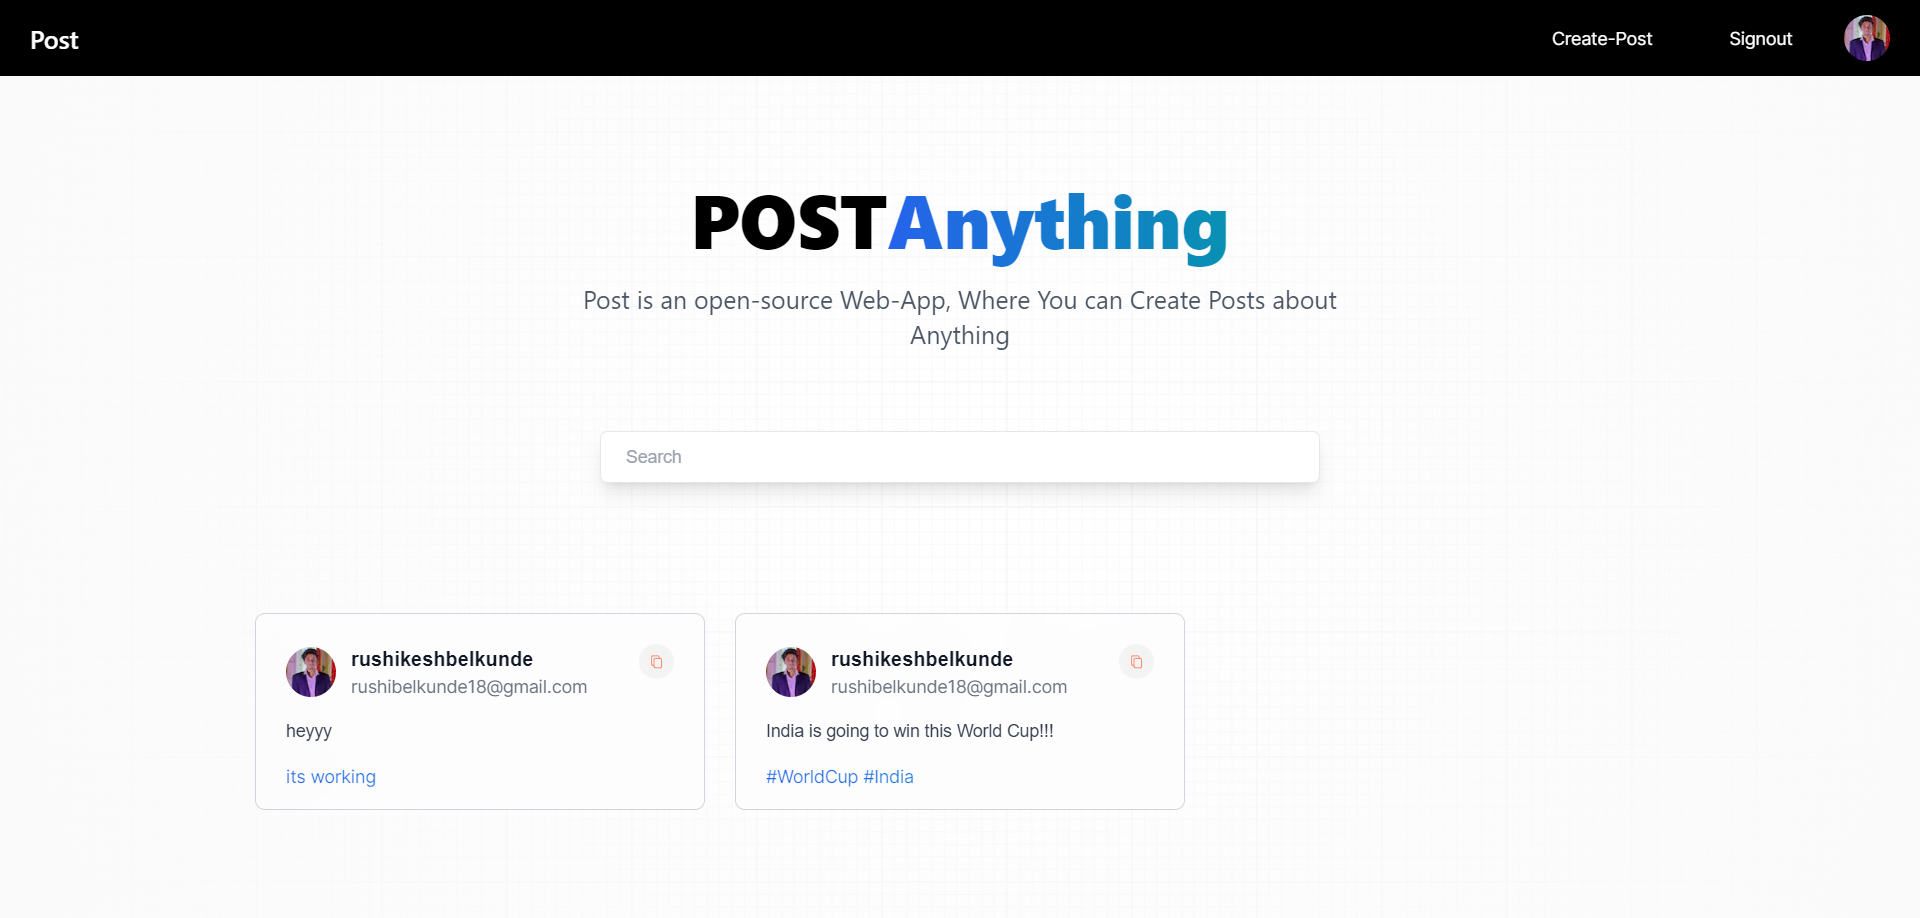 Post
Create-Post
Signout
POSTAnything
Post is an open-source Web-App, Where You can Create Posts about
Anything
Search
rushikeshbelkunde
rushibelkunde18@gmail.com
heyyy
its working
rushikeshbelkunde
rushibelkunde18@gmail.com
India is going to win this World Cup!!!
#WorldCup #India